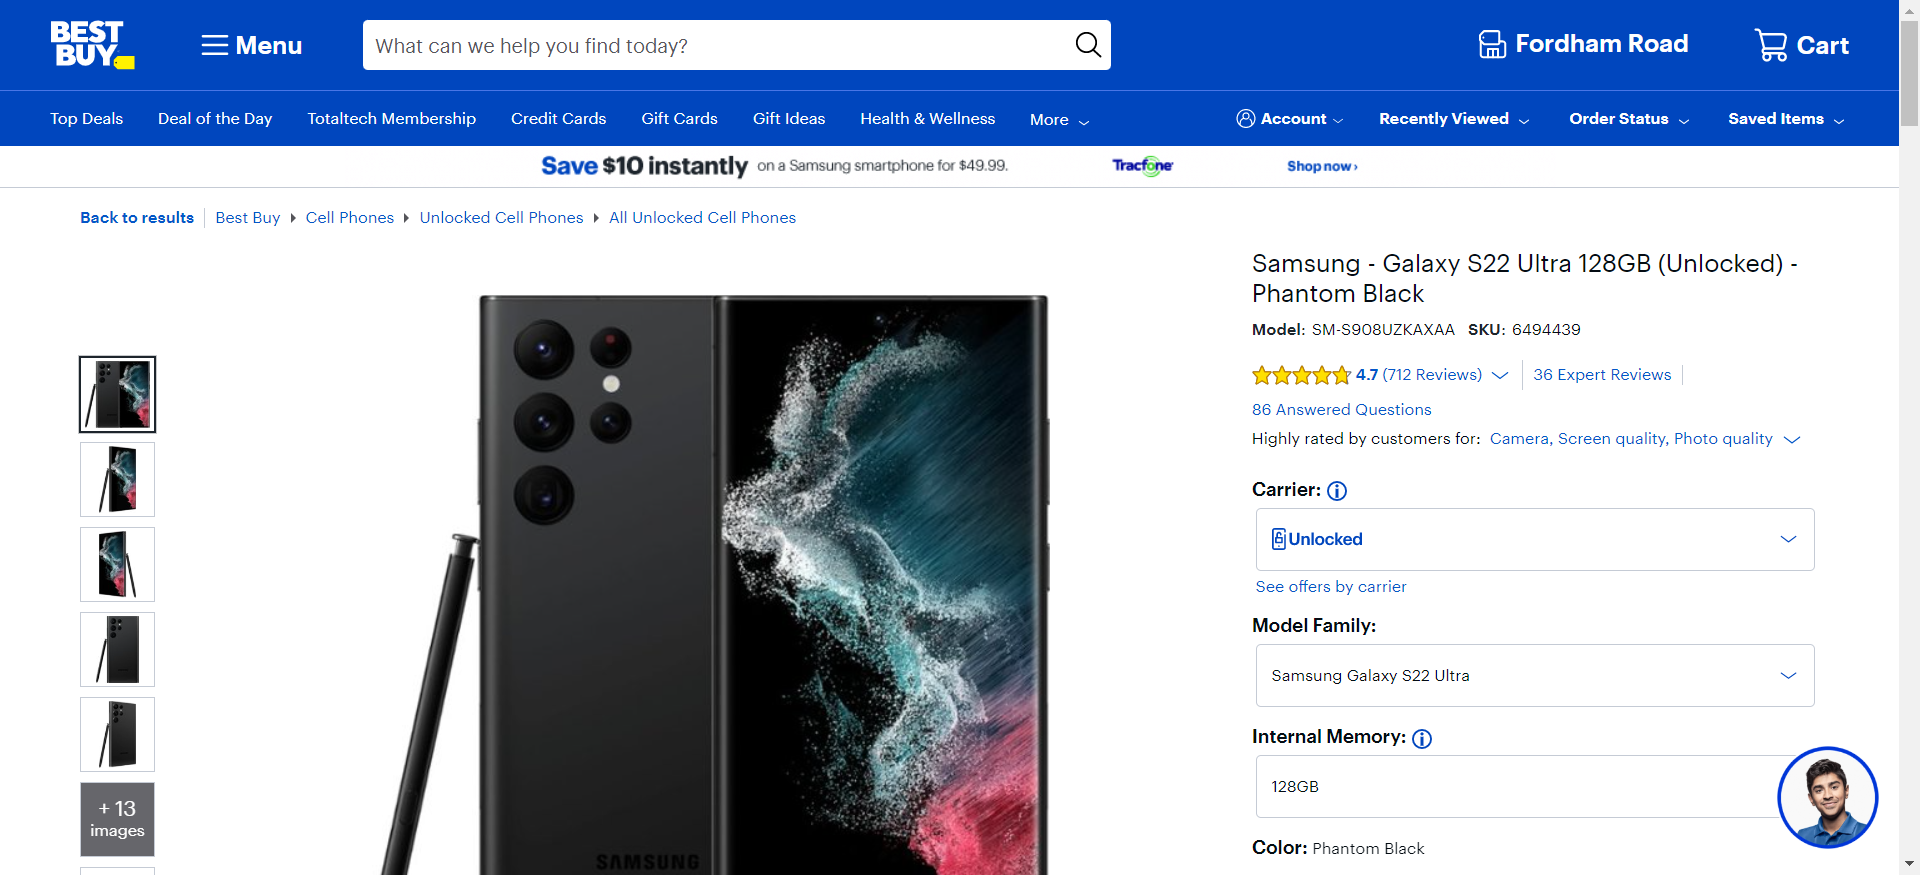 BEST
BUY
Menu
What can we help you find today?
Fordham Road
Cart
Top Deals
Deal of the Day
Totaltech Membership
Credit Cards
Gift Cards
Gift Ideas
Health & Wellness
More
Account
Recently Viewed
Order Status
Saved Items
Save $10 instantly on a Samsung smartphone for $49.99.
Tracfone
Shop now ›
Back to results
Best Buy
Cell Phones
Unlocked Cell Phones
All Unlocked Cell Phones
Samsung - Galaxy S22 Ultra 128GB (Unlocked) -
Phantom Black
Model: SM-S908UZKAXAA SKU: 6494439
4.7 (712 Reviews)
36 Expert Reviews
86 Answered Questions
Highly rated by customers for: Camera, Screen quality, Photo quality
Carrier:
Unlocked
See offers by carrier
Model Family:
Samsung Galaxy S22 Ultra
Internal Memory:
128GB
Color: Phantom Black
+ 13
images
SAMSUNG